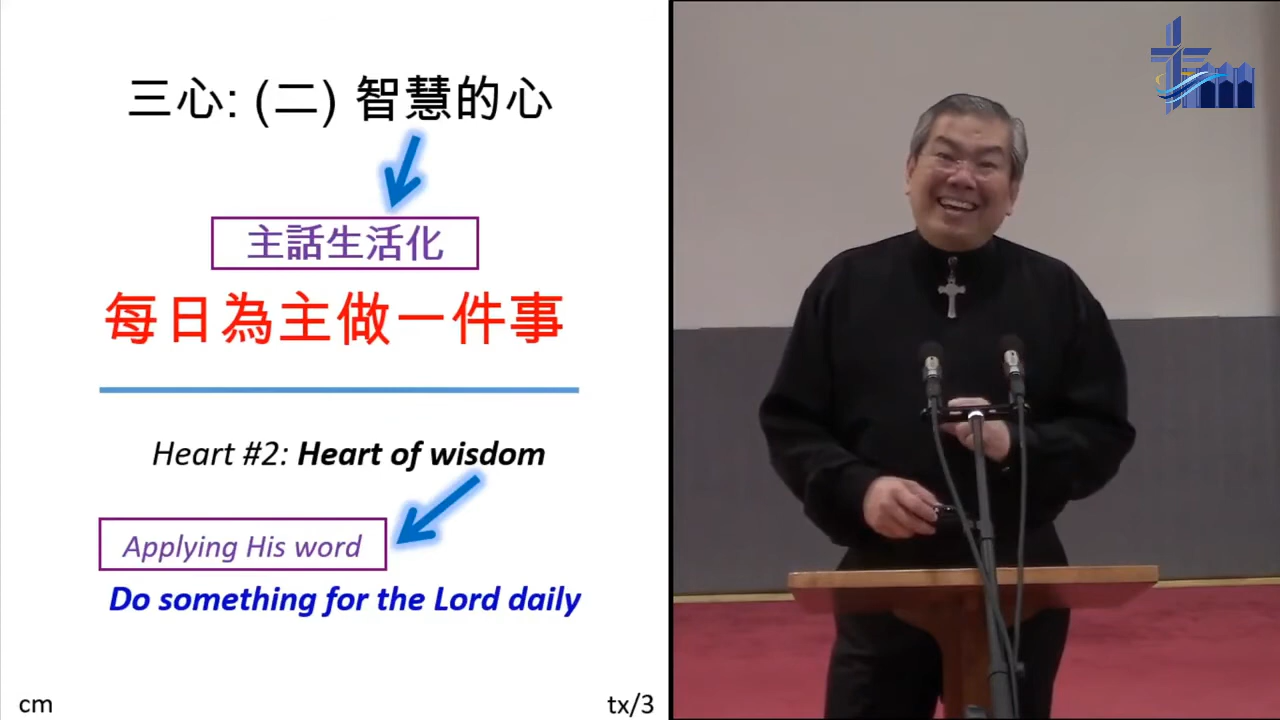 三心: (二) 智慧的心
主話生活化
每日為主做一件事
Heart #2: Heart of wisdom
Applying His word
Do something for the Lord daily
cm
tx/3